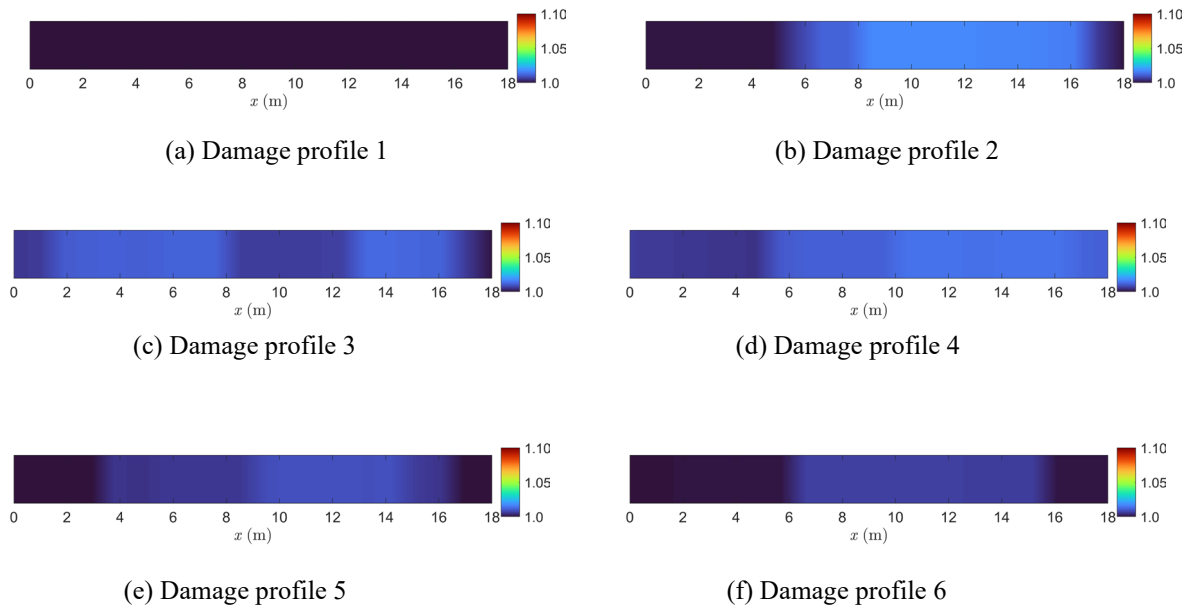 1.10
1.05
1.0
0 2 4 6 8 10 12 14 16 18
x (m)
(a) Damage profile 1
1.10
1.05
1.0
0 2 4 6 8 10 12 14 16 18
x (m)
(b) Damage profile 2
1.10
1.05
1.0
0 2 4 6 8 10 12 14 16 18
x (m)
(c) Damage profile 3
1.10
1.05
1.0
0 2 4 6 8 10 12 14 16 18
x (m)
(d) Damage profile 4
1.10
1.05
1.0
0 2 4 6 8 10 12 14 16 18
x (m)
(e) Damage profile 5
1.10
1.05
1.0
0 2 4 6 8 10 12 14 16 18
x (m)
(f) Damage profile 6